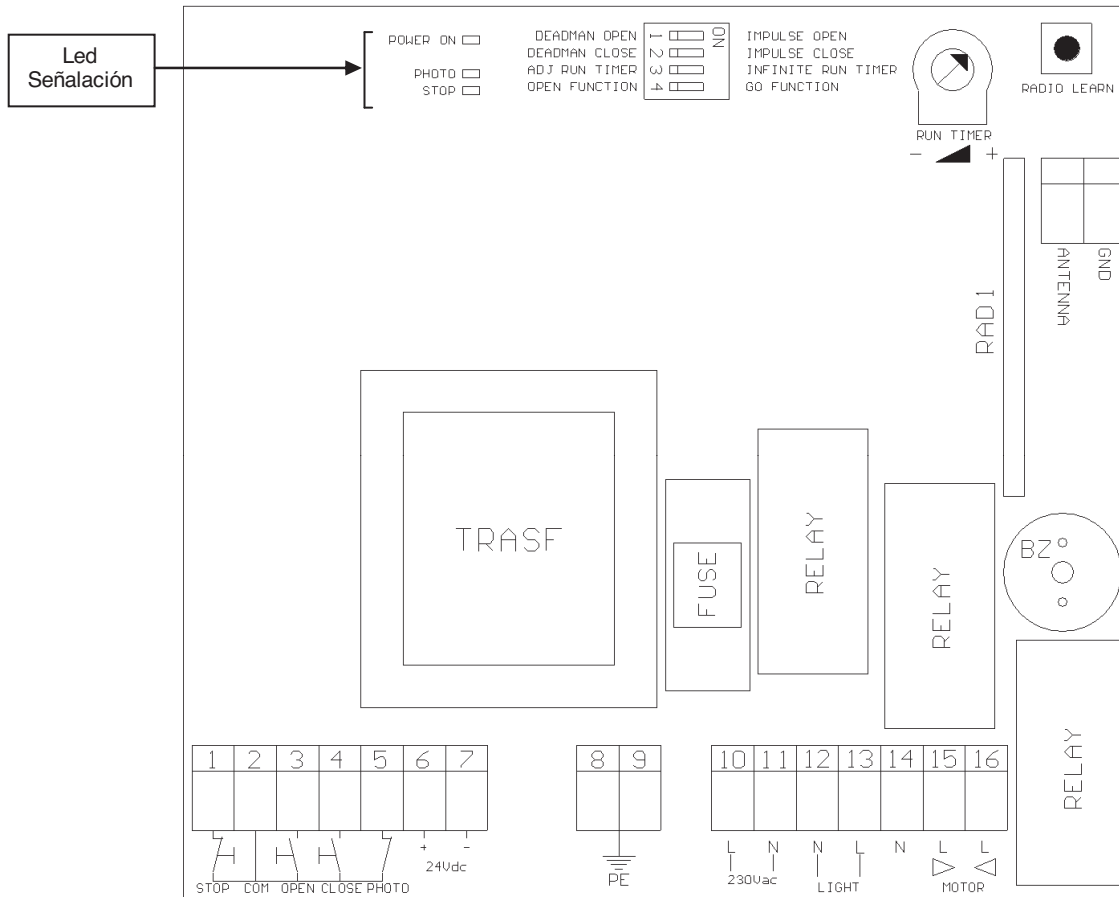 Led
Señalación
POWER ON
PHOTO
STOP
DEADMAN OPEN 1 ON IMPULSE OPEN
DEADMAN CLOSE 2 IMPULSE CLOSE
ADJ RUN TIMER 3 INFINITE RUN TIMER
OPEN FUNCTION 4 GO FUNCTION
RUN TIMER
- +
RADIO LEARN
ANTENNA
GND
RAD1
TRASF
FUSE
RELAY
RELAY
BZ
RELAY
1 2 3 4 5 6 7
8 9
10 11 12 13 14 15 16
+ -
24Vdc
STOP COM OPEN CLOSE PHOTO
PE
L N N L N L L
230Vac
LIGHT
MOTOR